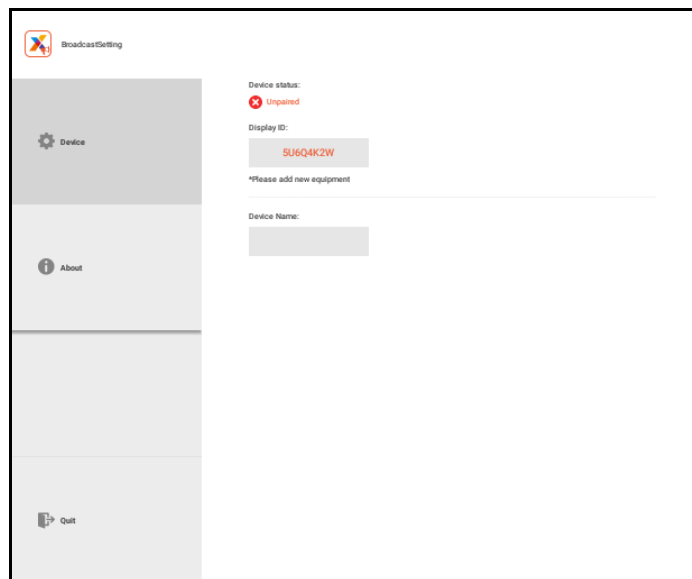 BroadcastSetting
Device status:
Unpaired
Display ID:
5U6Q4K2W
*Please add new equipment
Device Name:
Device
About
Quit